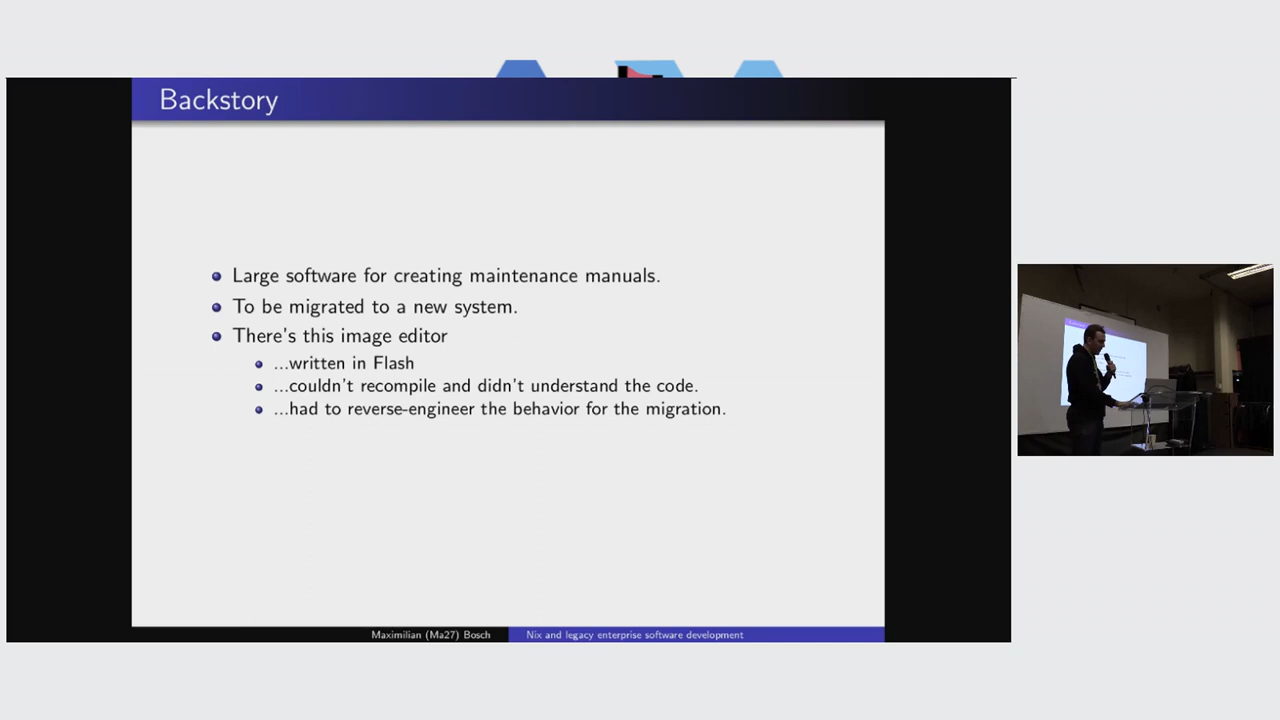 Backstory
Large software for creating maintenance manuals.
To be migrated to a new system.
There's this image editor
...written in Flash
...couldn't recompile and didn't understand the code.
...had to reverse-engineer the behavior for the migration.
Maximilian (Ma27) Bosch
Nix and legacy enterprise software development